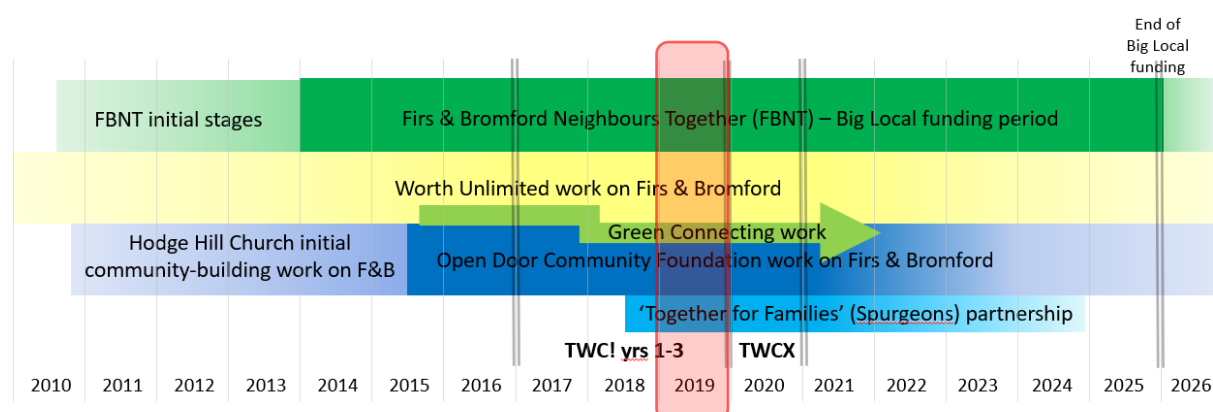 End of
Big Local
funding
FBNT initial stages
Firs & Bromford Neighbours Together (FBNT) – Big Local funding period
Worth Unlimited work on Firs & Bromford
Green Connecting work
Hodge Hill Church initial
community-building work on F&B
Open Door Community Foundation work on Firs & Bromford
‘Together for Families’ (Spurgeons) partnership
TWC! yrs 1-3
TWCX
2010 2011 2012 2013 2014 2015 2016 2017 2018 2019 2020 2021 2022 2023 2024 2025 2026